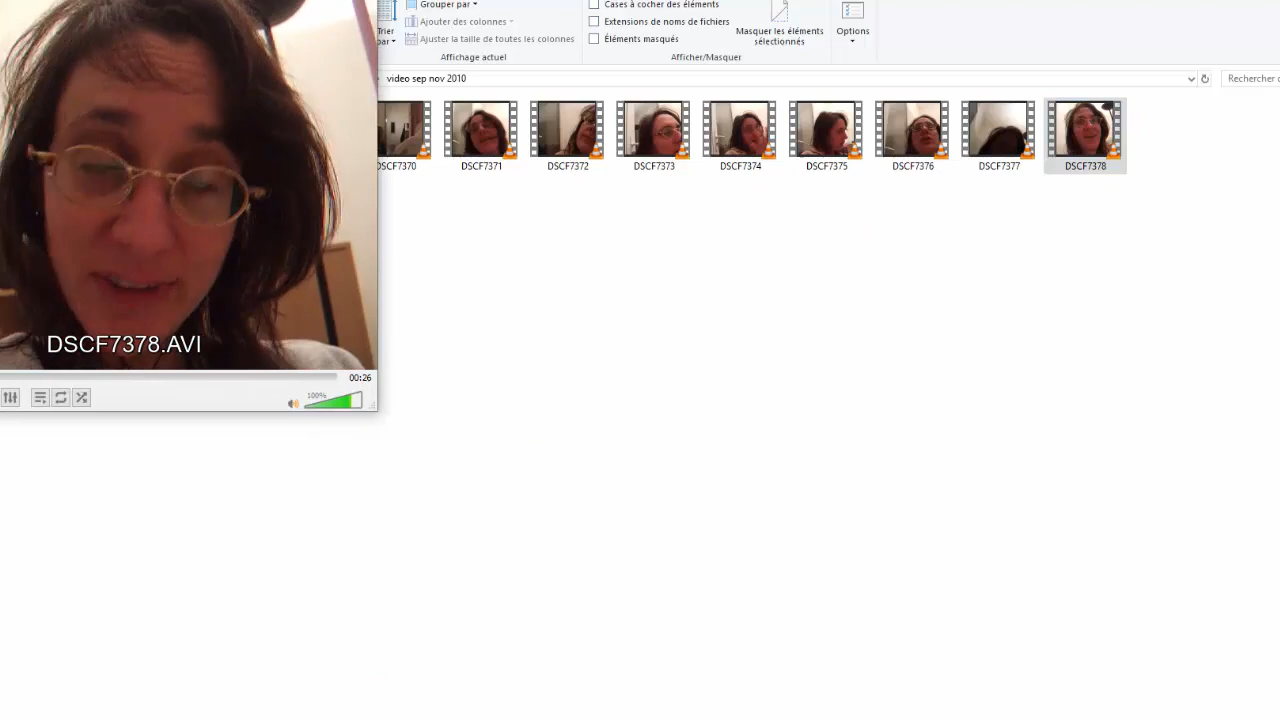 Grouper par
Cases à cocher des éléments
Trier
par
Ajouter des colonnes
Extensions de noms de fichiers
Masquer les éléments
sélectionnés
Options
Ajuster la taille de toutes les colonnes
Éléments masqués
Affichage actuel
Afficher/Masquer
video sep nov 2010
Rechercher
DSCF7370
DSCF7371
DSCF7372
DSCF7373
DSCF7374
DSCF7375
DSCF7376
DSCF7377
DSCF7378
DSCF7378.AVI
00:26
100%